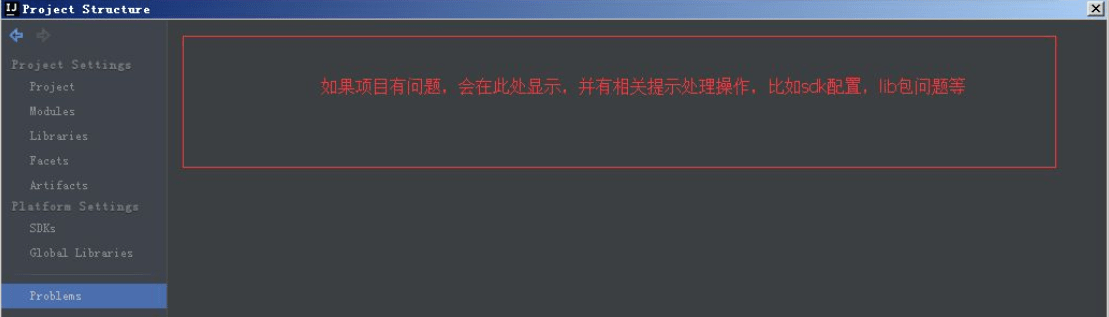 Project Structure
Project Settings
Project
Modules
Libraries
Facets
Artifacts
Platform Settings
SDKs
Global Libraries
Problems
如果项目有问题，会在此处显示，并有相关提示处理操作，比如sdk配置，lib包问题等